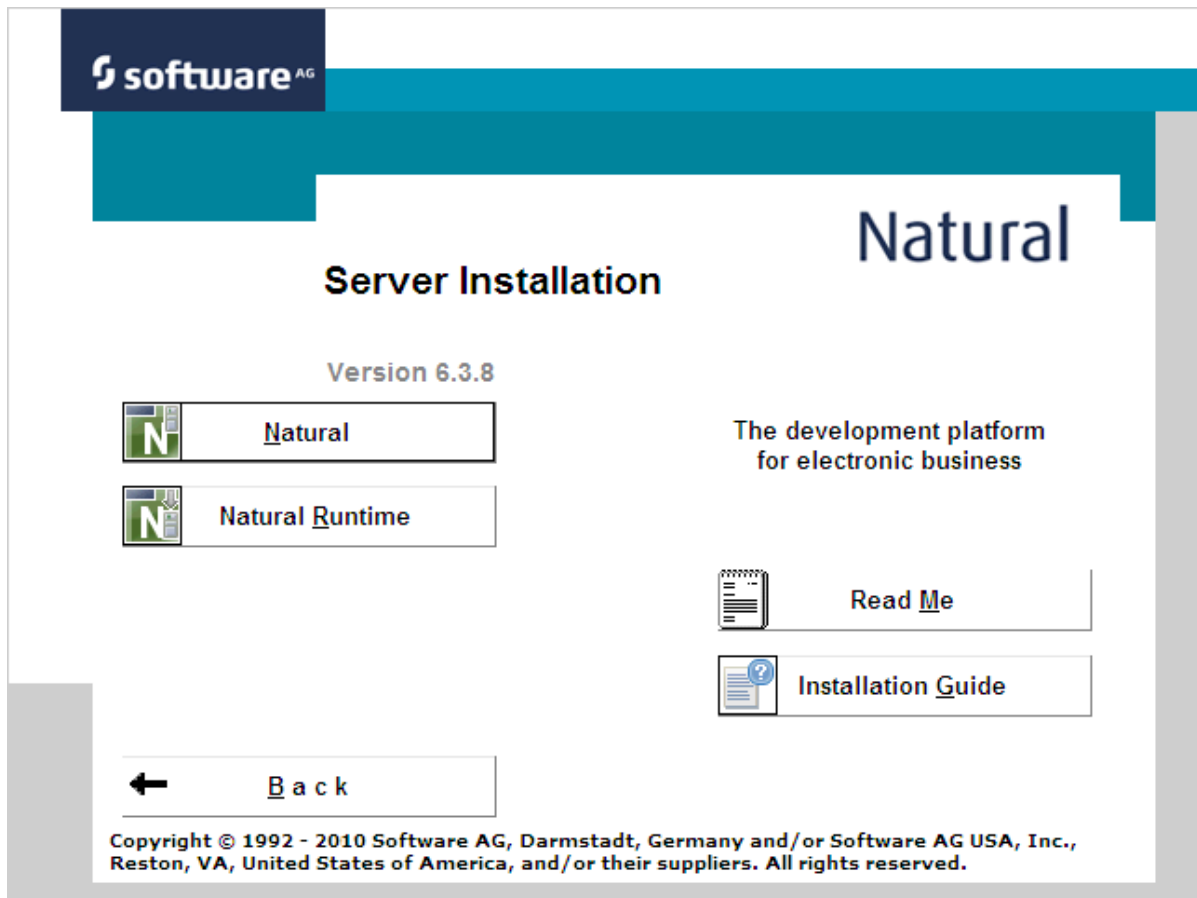 software AG
Natural
Server Installation
Version 6.3.8
Natural
The development platform
for electronic business
Natural Runtime
Read Me
Installation Guide
B a c k
Copyright © 1992 - 2010 Software AG, Darmstadt, Germany and/or Software AG USA, Inc.,
Reston, VA, United States of America, and/or their suppliers. All rights reserved.